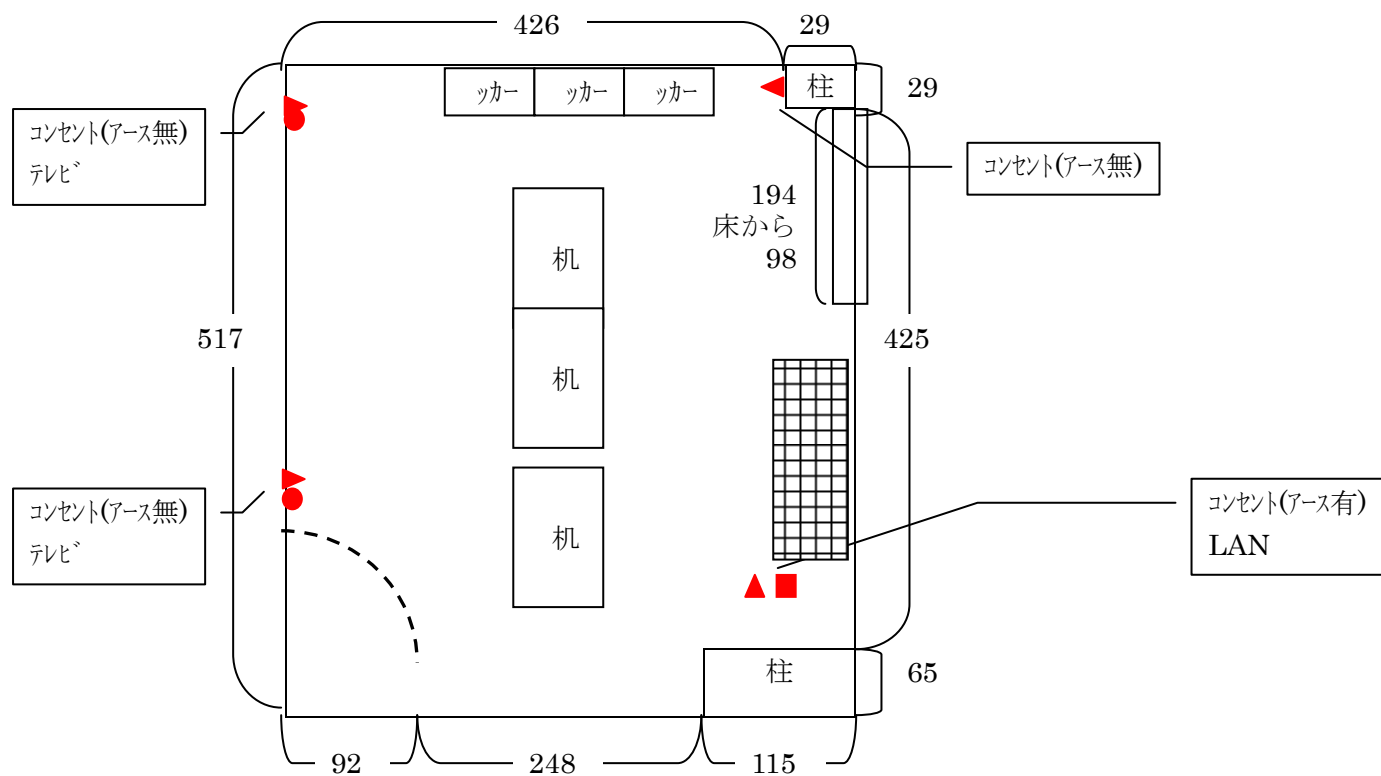 426
29
ッカー
ッカー
ッカー
柱
29
コンセント(アース無)
テレビ
コンセント(アース無)
194
床から
98
机
517
机
425
コンセント(アース無)
テレビ
コンセント(アース有)
LAN
机
柱
65
92
248
115